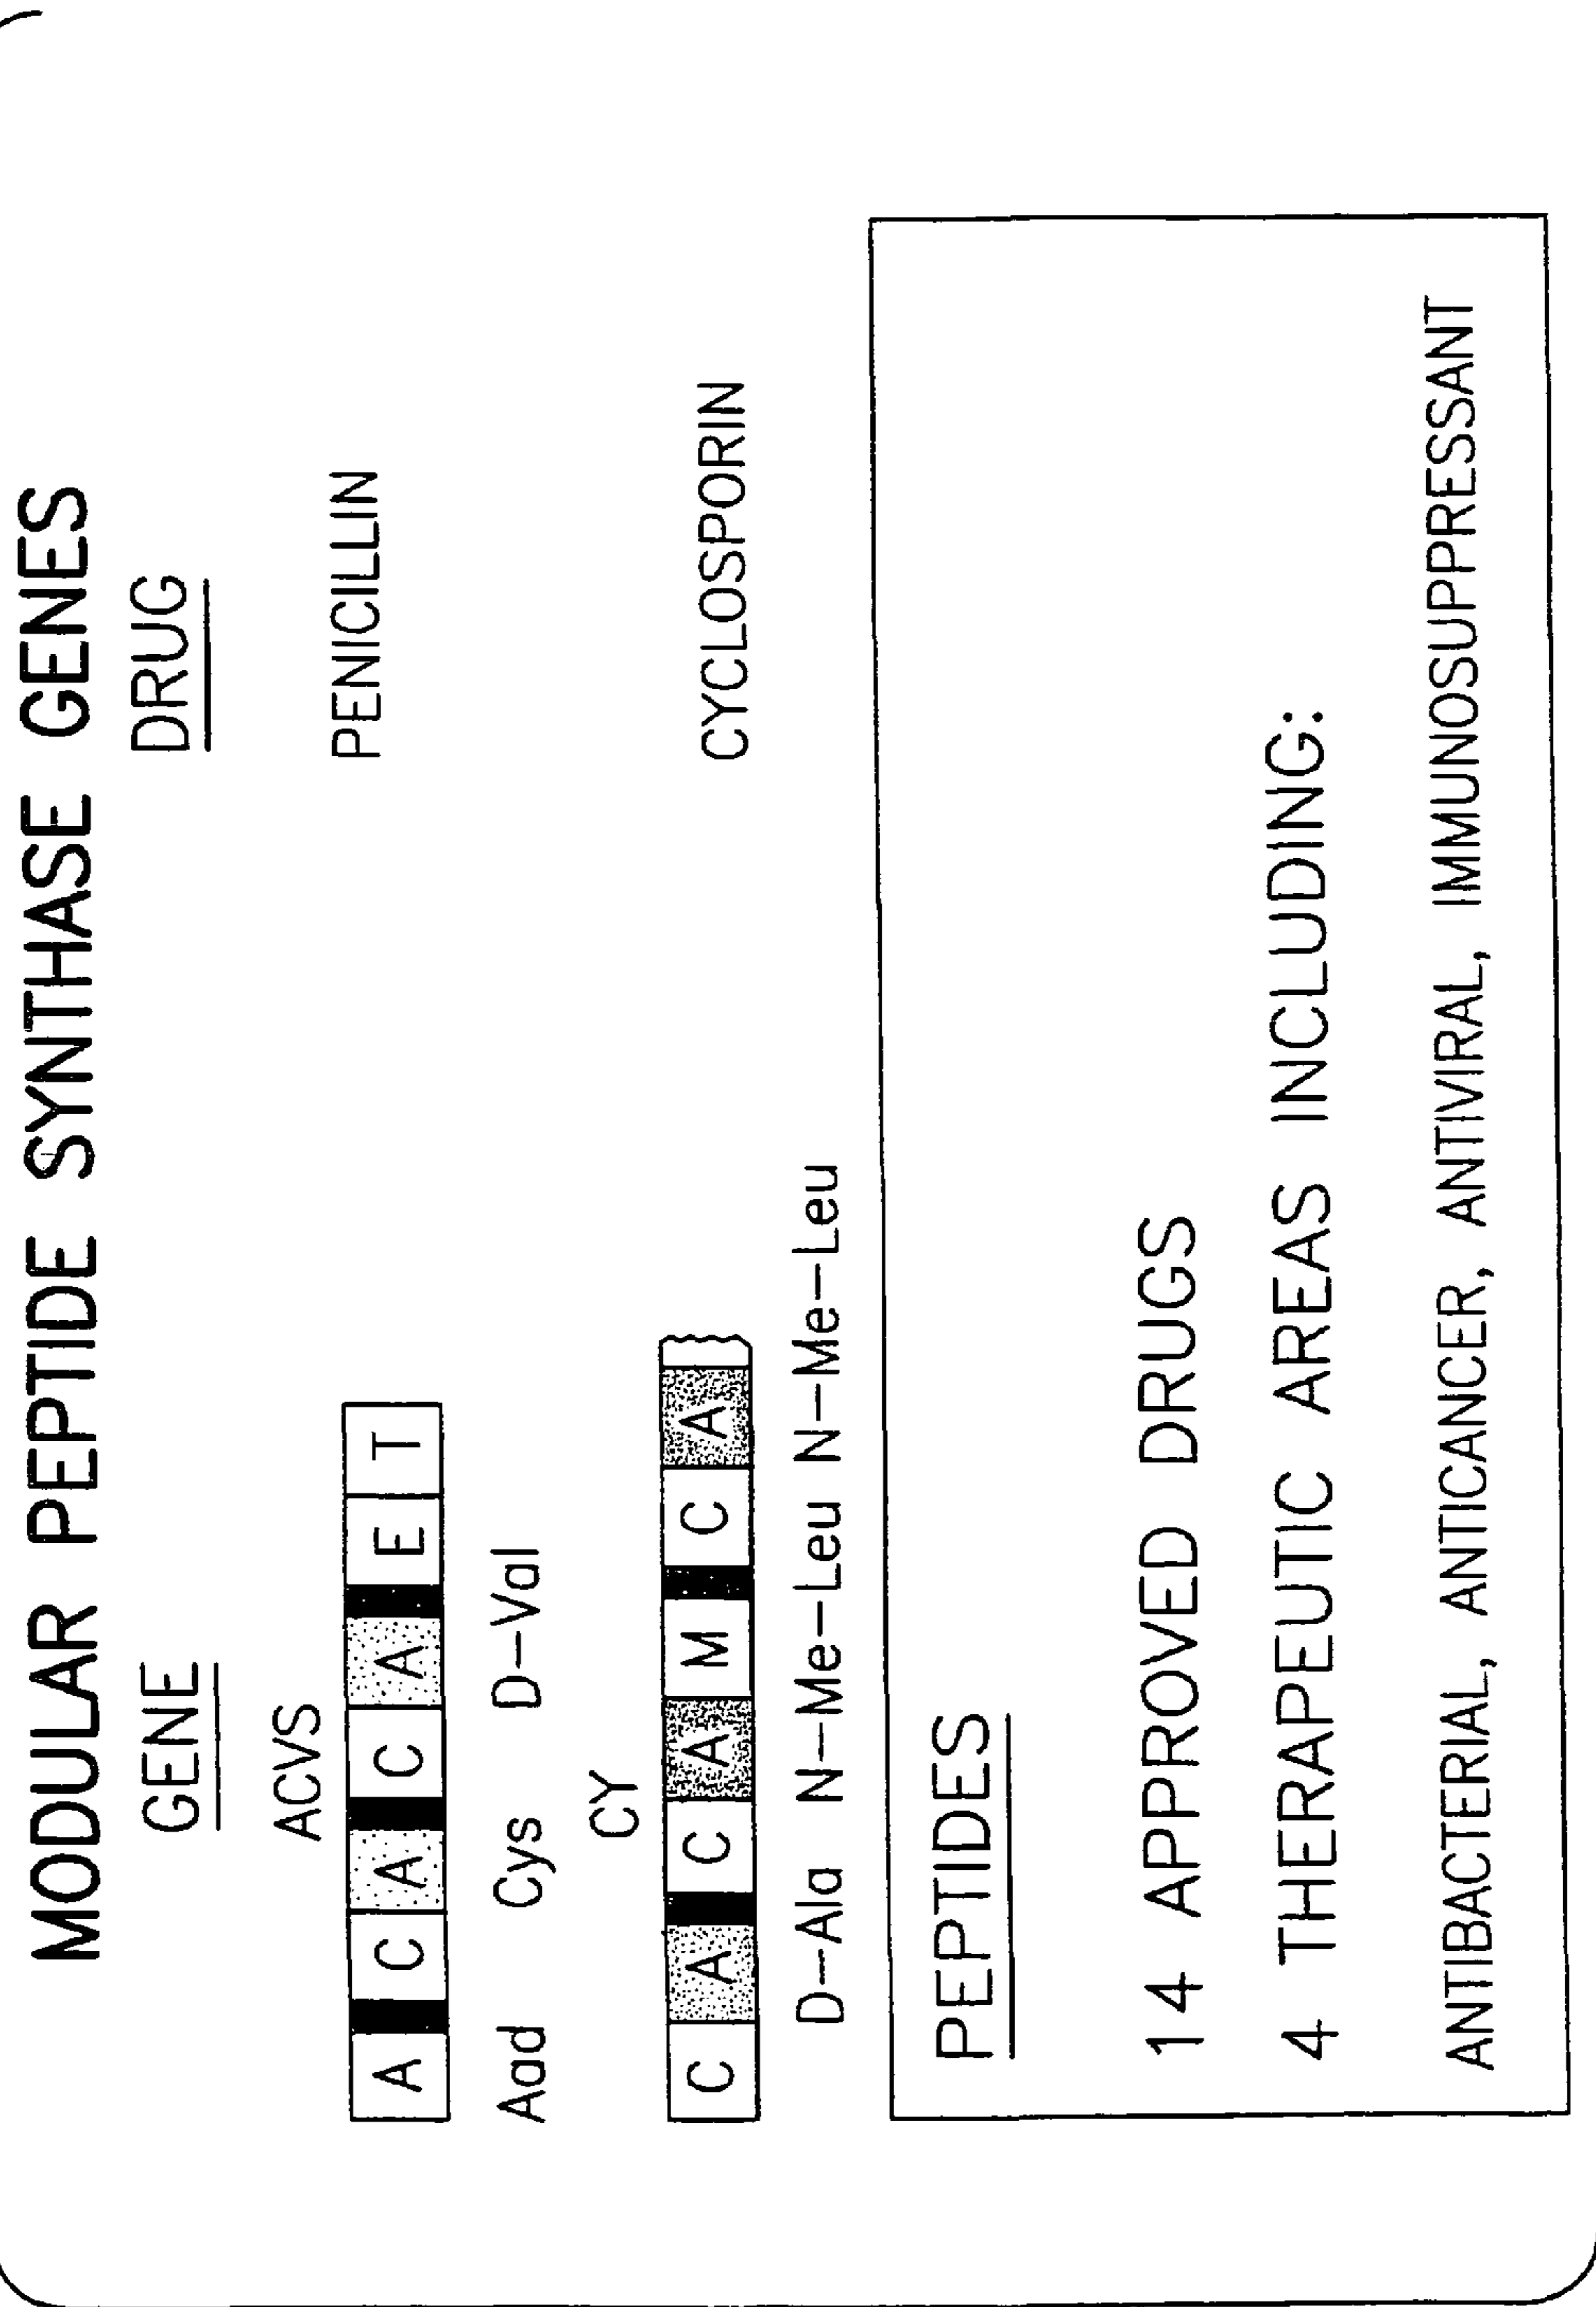 MODULAR PEPTIDE SYNTHASE GENES
GENE DRUG
ACVS
A C A C A E T PENICILLIN
Aad Cys D-Val
CY
C A C A M C A CYCLOSPORIN
D-Ala N-Me-Leu N-Me-Leu
PEPTIDES
14 APPROVED DRUGS
4 THERAPEUTIC AREAS INCLUDING:
ANTIBACTERIAL, ANTICANCER, ANTIVIRAL, IMMUNOSUPPRESSANT